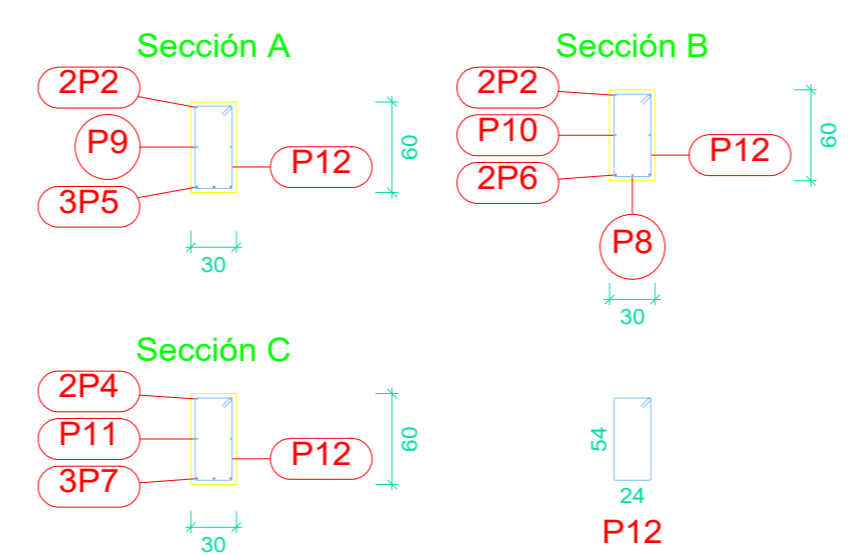 Sección A
2P2
P9
3P5
P12
60
30
Sección B
2P2
P10
2P6
P12
P8
60
30
Sección C
2P4
P11
3P7
P12
60
30
54
24
P12